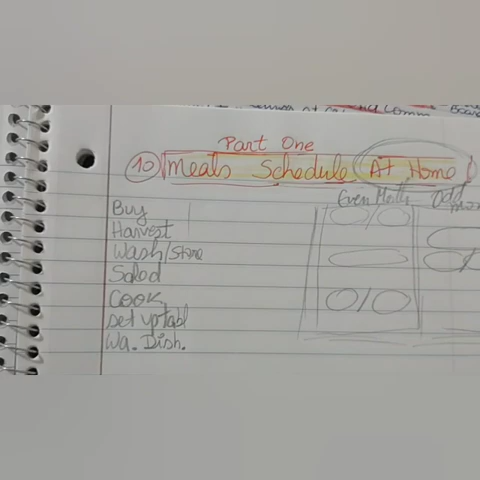 Part One
10 Meals Schedule At Home
Even Months Odd
Buy
Harvest
Wash/Store
Salad
COOK
set up tabl
Wa. Dish.